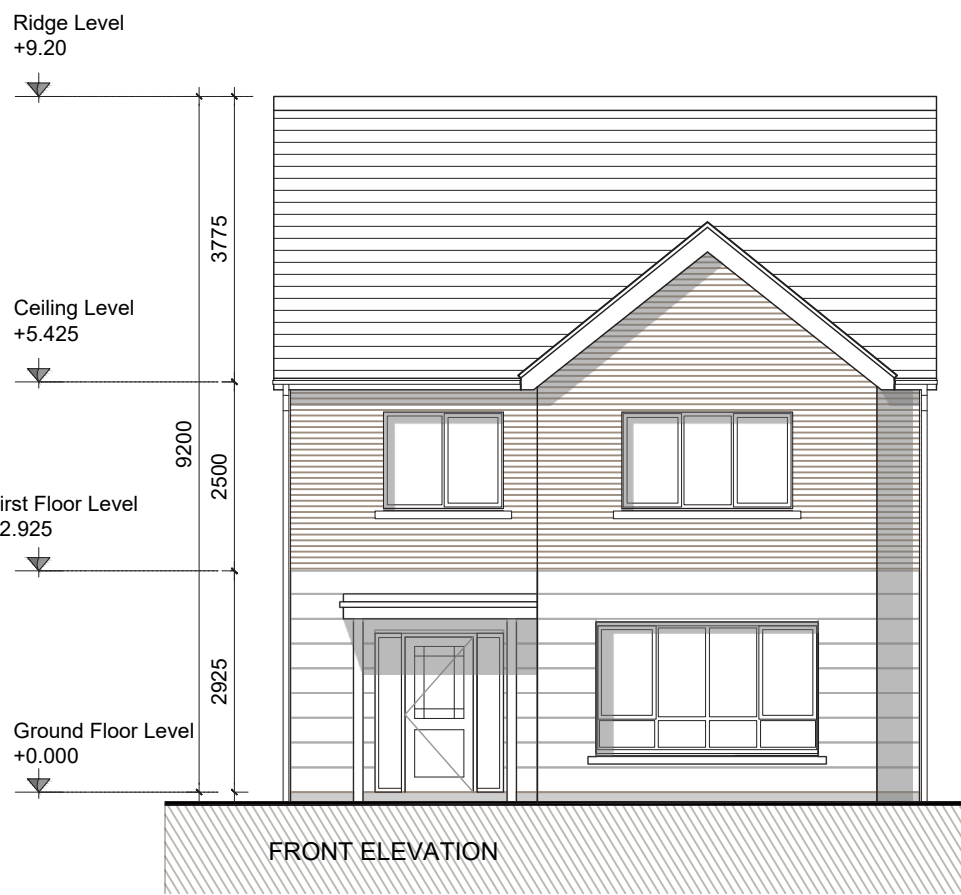 Ridge Level
+9.20
3775
Ceiling Level
+5.425
9200
2500
irst Floor Level
2.925
2925
Ground Floor Level
+0.000
FRONT ELEVATION